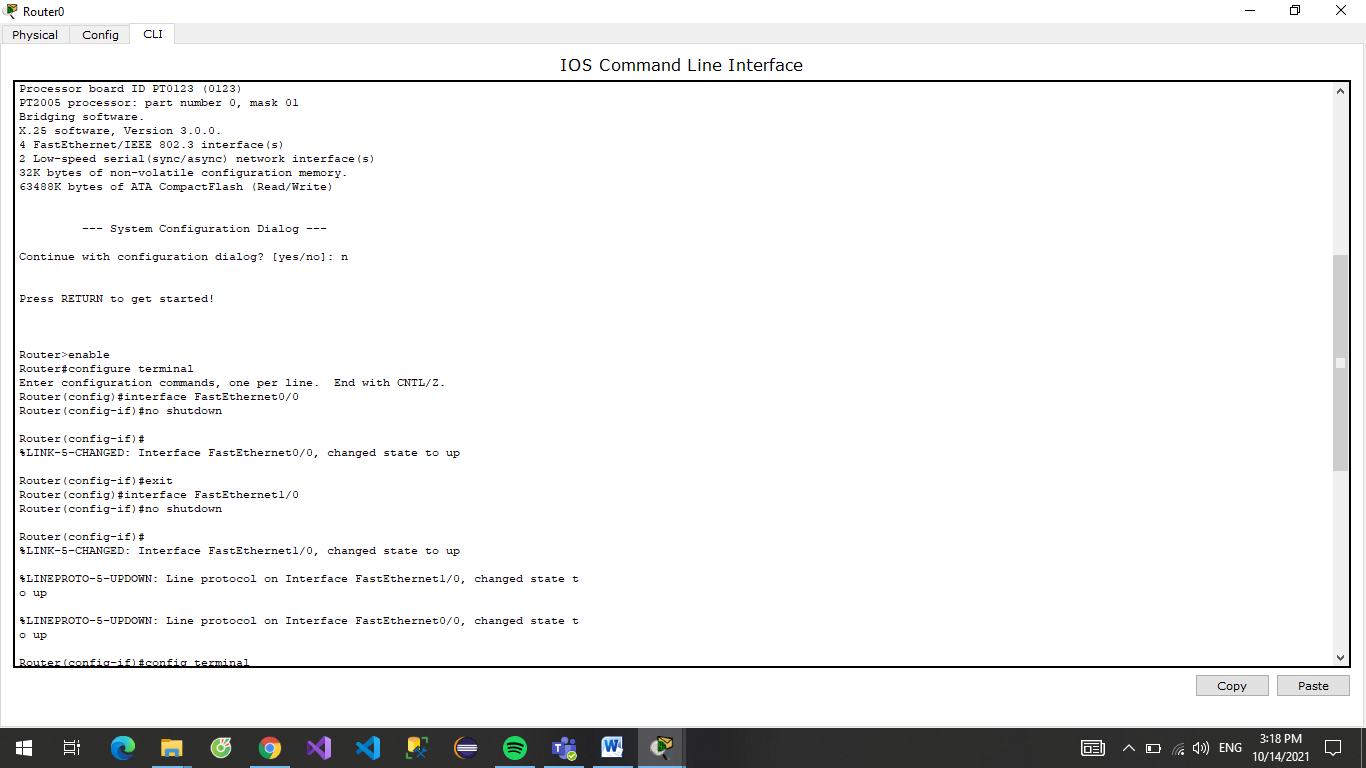 Router0
Physical Config CLI
IOS Command Line Interface
Processor board ID PT0123 (0123)
PT2005 processor: part number 0, mask 01
Bridging software.
X.25 software, Version 3.0.0.
4 FastEthernet/IEEE 802.3 interface(s)
2 Low-speed serial(sync/async) network interface(s)
32K bytes of non-volatile configuration memory.
63488K bytes of ATA CompactFlash (Read/Write)
--- System Configuration Dialog ---
Continue with configuration dialog? [yes/no]: n
Press RETURN to get started!
Router>enable
Router#configure terminal
Enter configuration commands, one per line.  End with CNTL/Z.
Router(config)#interface FastEthernet0/0
Router(config-if)#no shutdown
Router(config-if)#
%LINK-5-CHANGED: Interface FastEthernet0/0, changed state to up
Router(config-if)#exit
Router(config)#interface FastEthernet1/0
Router(config-if)#no shutdown
Router(config-if)#
%LINK-5-CHANGED: Interface FastEthernet1/0, changed state to up
%LINEPROTO-5-UPDOWN: Line protocol on Interface FastEthernet1/0, changed state t
o up
%LINEPROTO-5-UPDOWN: Line protocol on Interface FastEthernet0/0, changed state t
o up
Router(config-if)#config terminal
Copy Paste
ENG
3:18 PM
10/14/2021